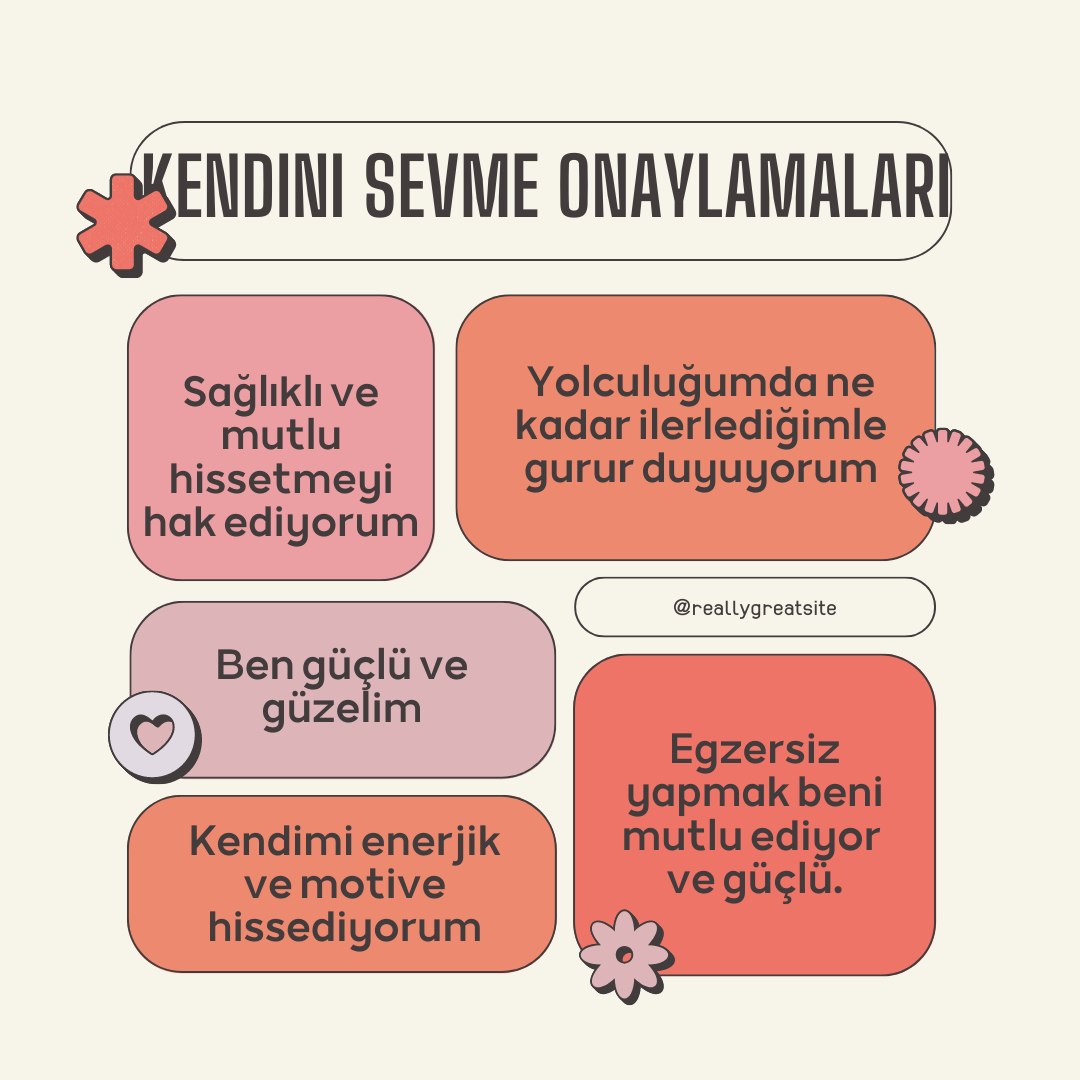 KENDINI SEVME ONAYLAMALARI
Sağlıklı ve
mutlu
hissetmeyi
hak ediyorum
Yolculuğumda ne
kadar ilerlediğimle
gurur duyuyorum
@reallygreatsite
Ben güçlü ve
güzelim
Egzersiz
yapmak beni
mutlu ediyor
ve güçlü.
Kendimi enerjik
ve motive
hissediyorum